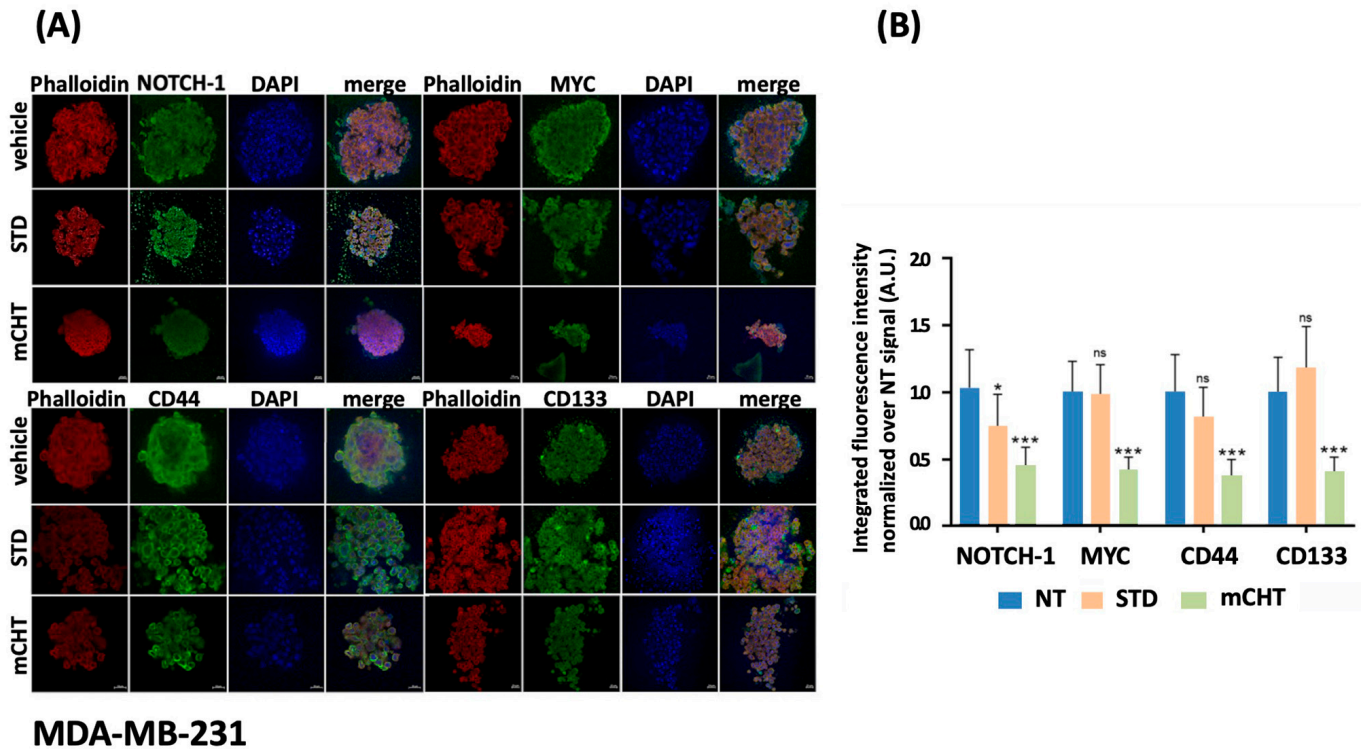 (A)
(B)
Phalloidin NOTCH-1 DAPI merge Phalloidin MYC DAPI merge
vehicle
STD
mCHT
Phalloidin CD44 DAPI merge Phalloidin CD133 DAPI merge
vehicle
STD
mCHT
MDA-MB-231
Integrated fluorescence intensity
normalized over NT signal (A.U.)
2.0
1.5
1.0
0.5
0.0
* *** ns *** ns *** ns ***
NOTCH-1 MYC CD44 CD133
NT STD mCHT